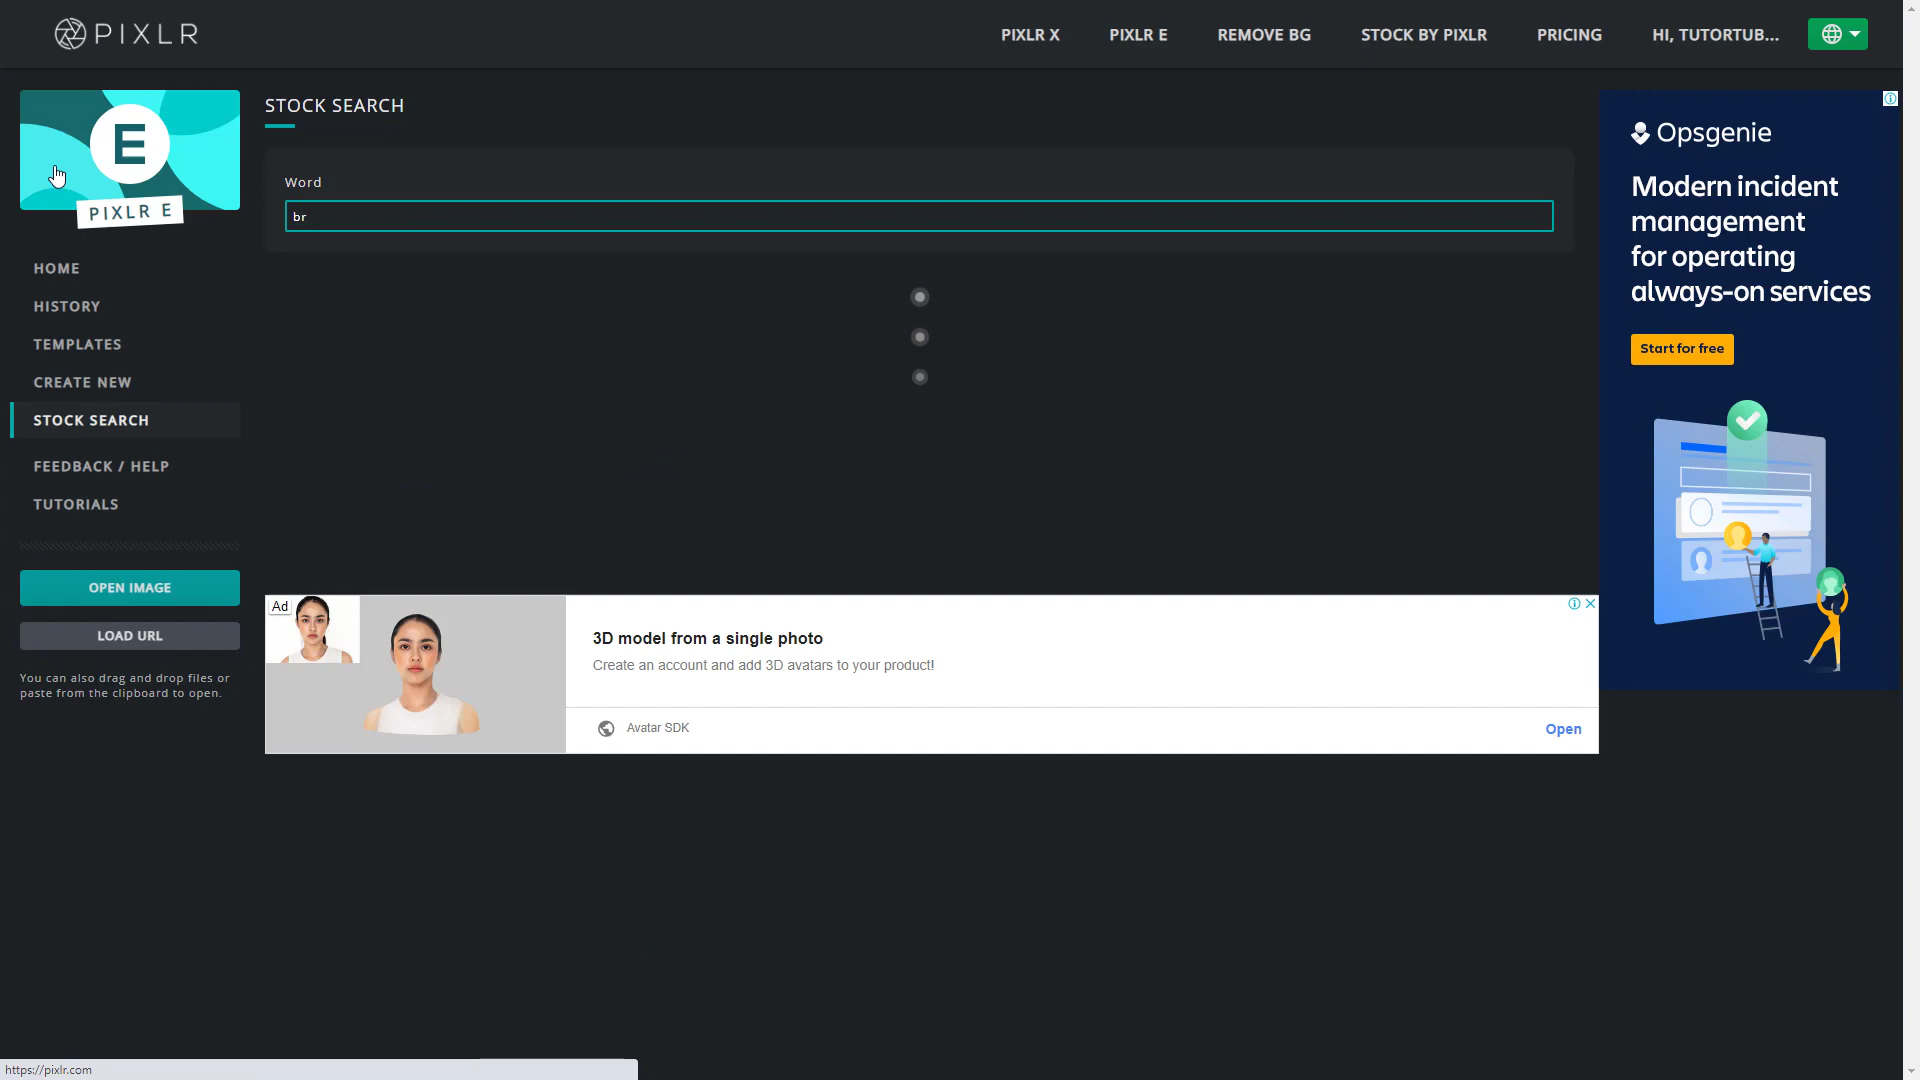 PIXLR
PIXLR X
PIXLR E
REMOVE BG
STOCK BY PIXLR
PRICING
HI, TUTORTUB...
E
PIXLR E
HOME
HISTORY
TEMPLATES
CREATE NEW
STOCK SEARCH
FEEDBACK / HELP
TUTORIALS
OPEN IMAGE
LOAD URL
You can also drag and drop files or
paste from the clipboard to open.
STOCK SEARCH
Word
br
Ad
3D model from a single photo
Create an account and add 3D avatars to your product!
Avatar SDK
Open
Opsgenie
Modern incident
management
for operating
always-on services
Start for free
https://pixlr.com